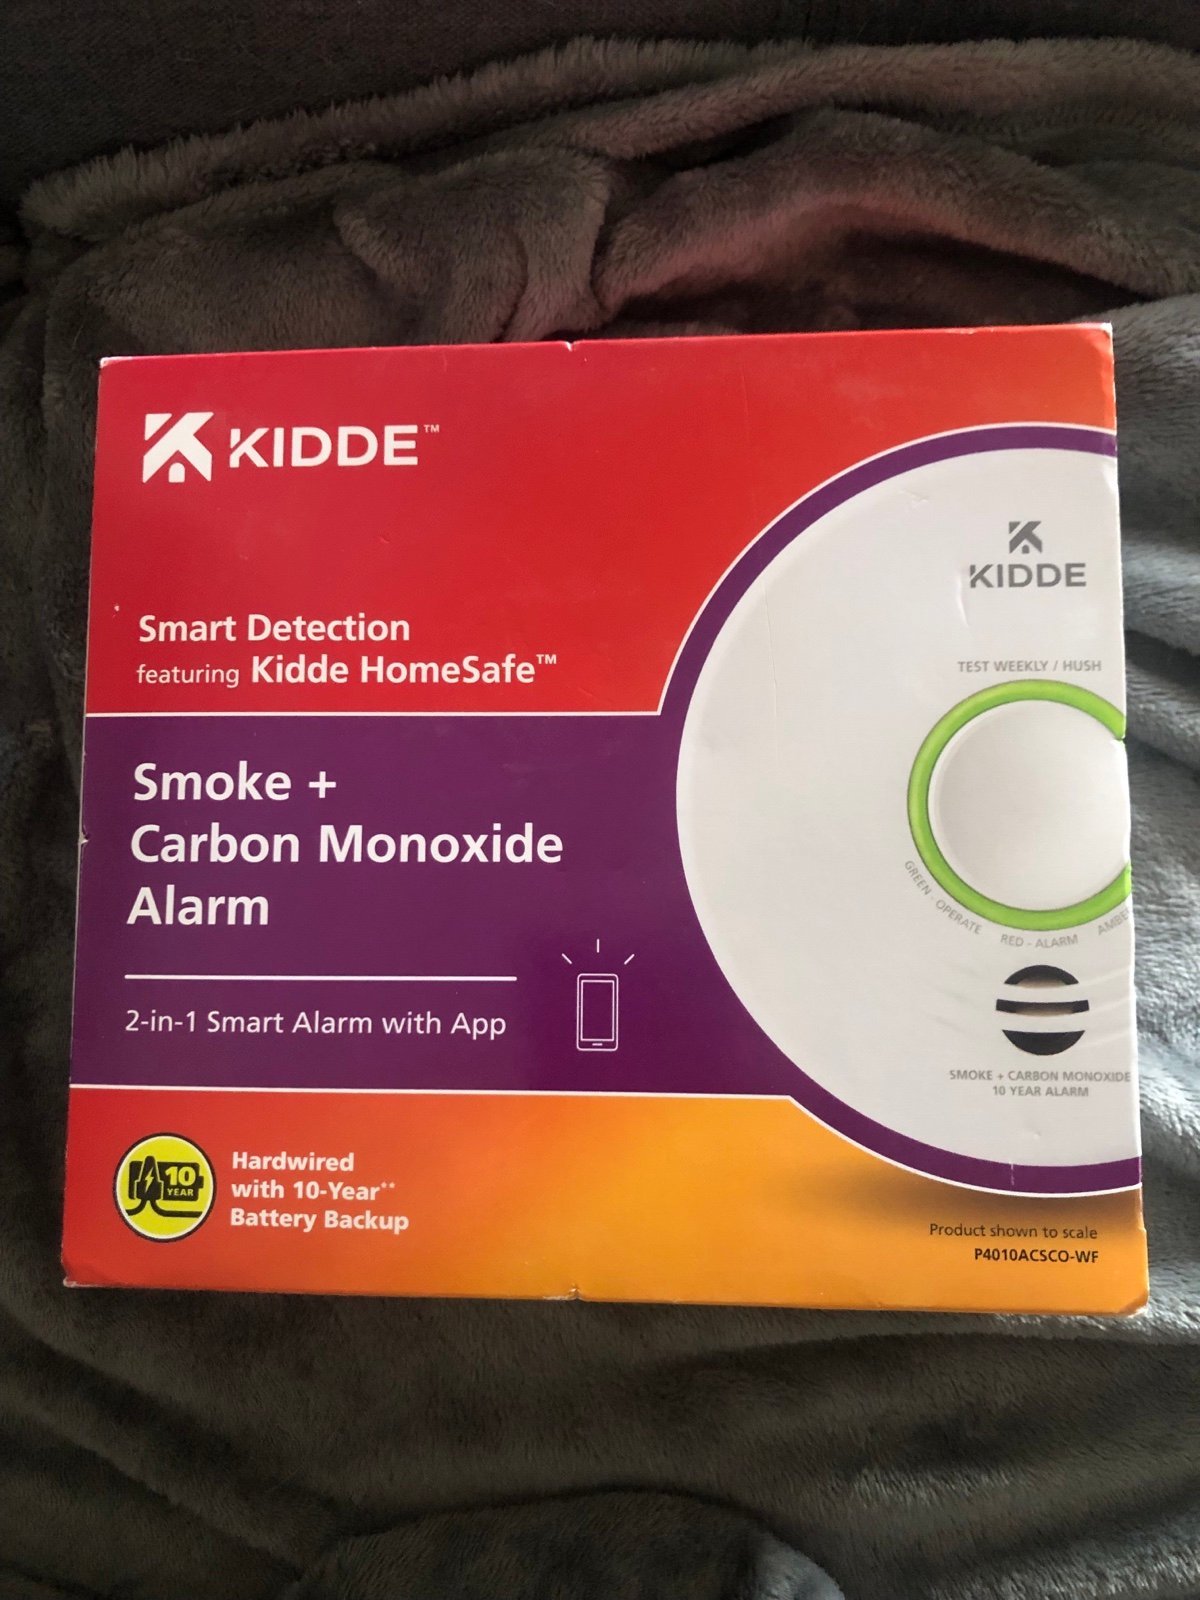 KIDDE™
Smart Detection
featuring Kidde HomeSafe™
Smoke +
Carbon Monoxide
Alarm
2-in-1 Smart Alarm with App
10
YEAR
Hardwired
with 10-Year**
Battery Backup
KIDDE
TEST WEEKLY / HUSH
GREEN - OPERATE
RED - ALARM
SMOKE + CARBON MONOXIDE
10 YEAR ALARM
Product shown to scale
P4010ACSCO-WF